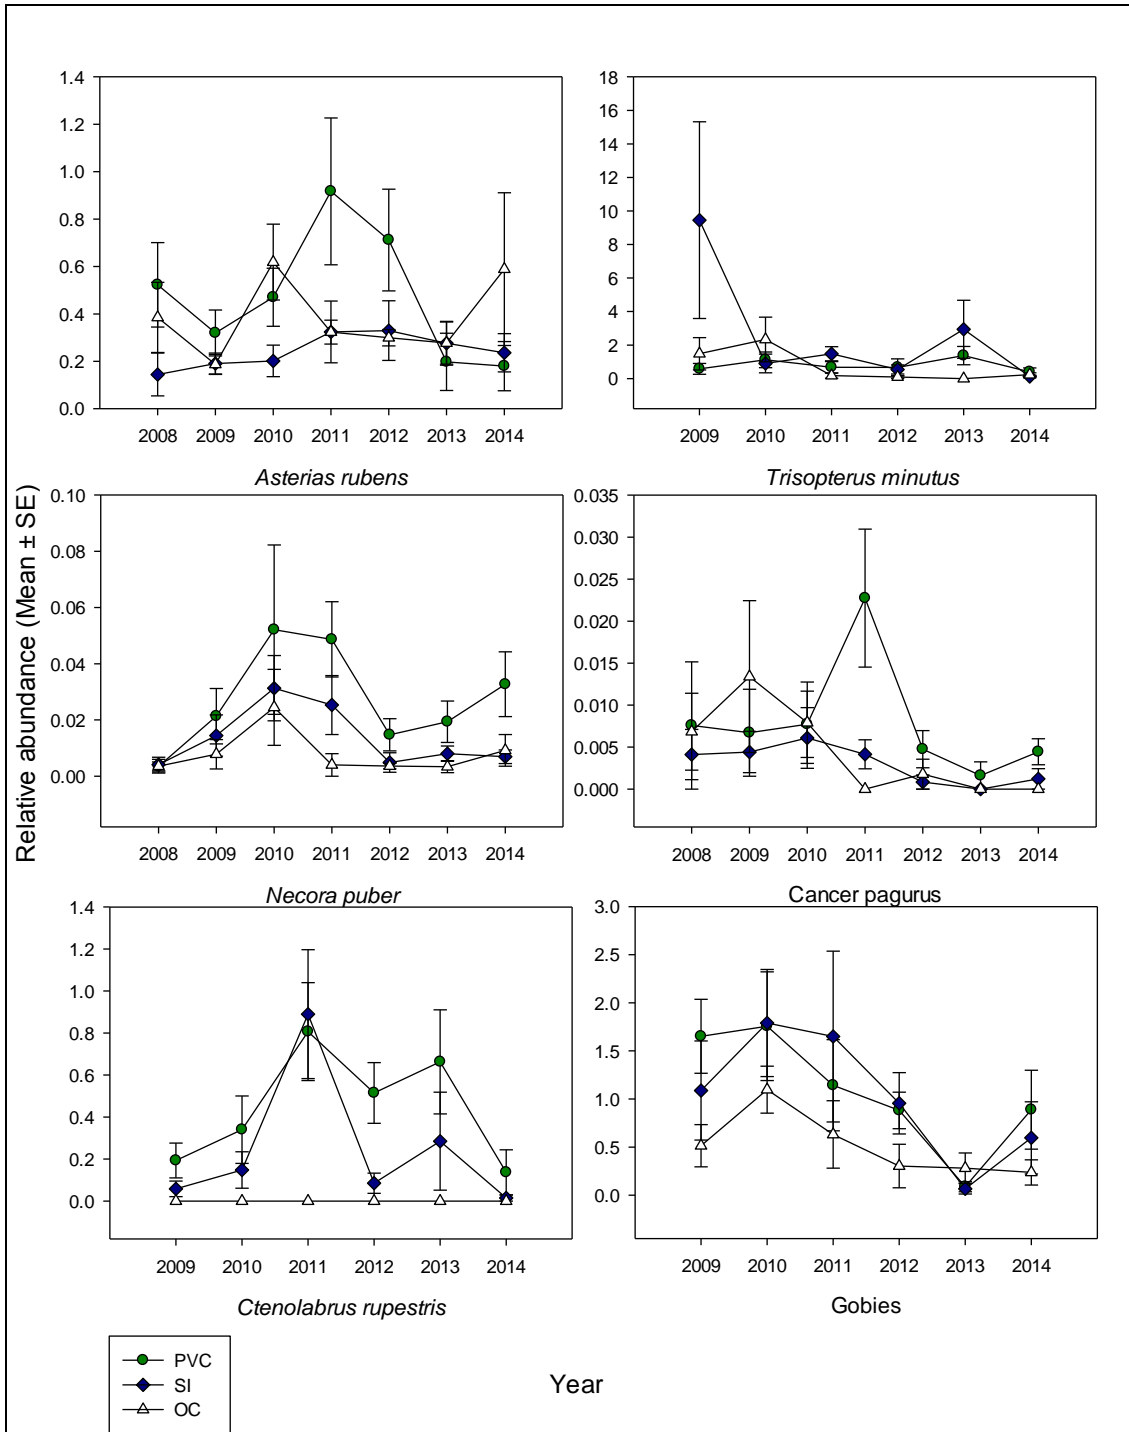 1.4
1.2
1.0
0.8
0.6
0.4
0.2
0.0
2008 2009 2010 2011 2012 2013 2014
Asterias rubens
18
16
14
12
10
8
6
4
2
0
2009 2010 2011 2012 2013 2014
Trisopterus minutus
Relative abundance (Mean ± SE)
0.10
0.08
0.06
0.04
0.02
0.00
2008 2009 2010 2011 2012 2013 2014
Necora puber
0.035
0.030
0.025
0.020
0.015
0.010
0.005
0.000
2008 2009 2010 2011 2012 2013 2014
Cancer pagurus
1.4
1.2
1.0
0.8
0.6
0.4
0.2
0.0
2009 2010 2011 2012 2013 2014
Ctenolabrus rupestris
3.0
2.5
2.0
1.5
1.0
0.5
0.0
2009 2010 2011 2012 2013 2014
Gobies
PVC
SI
OC
Year